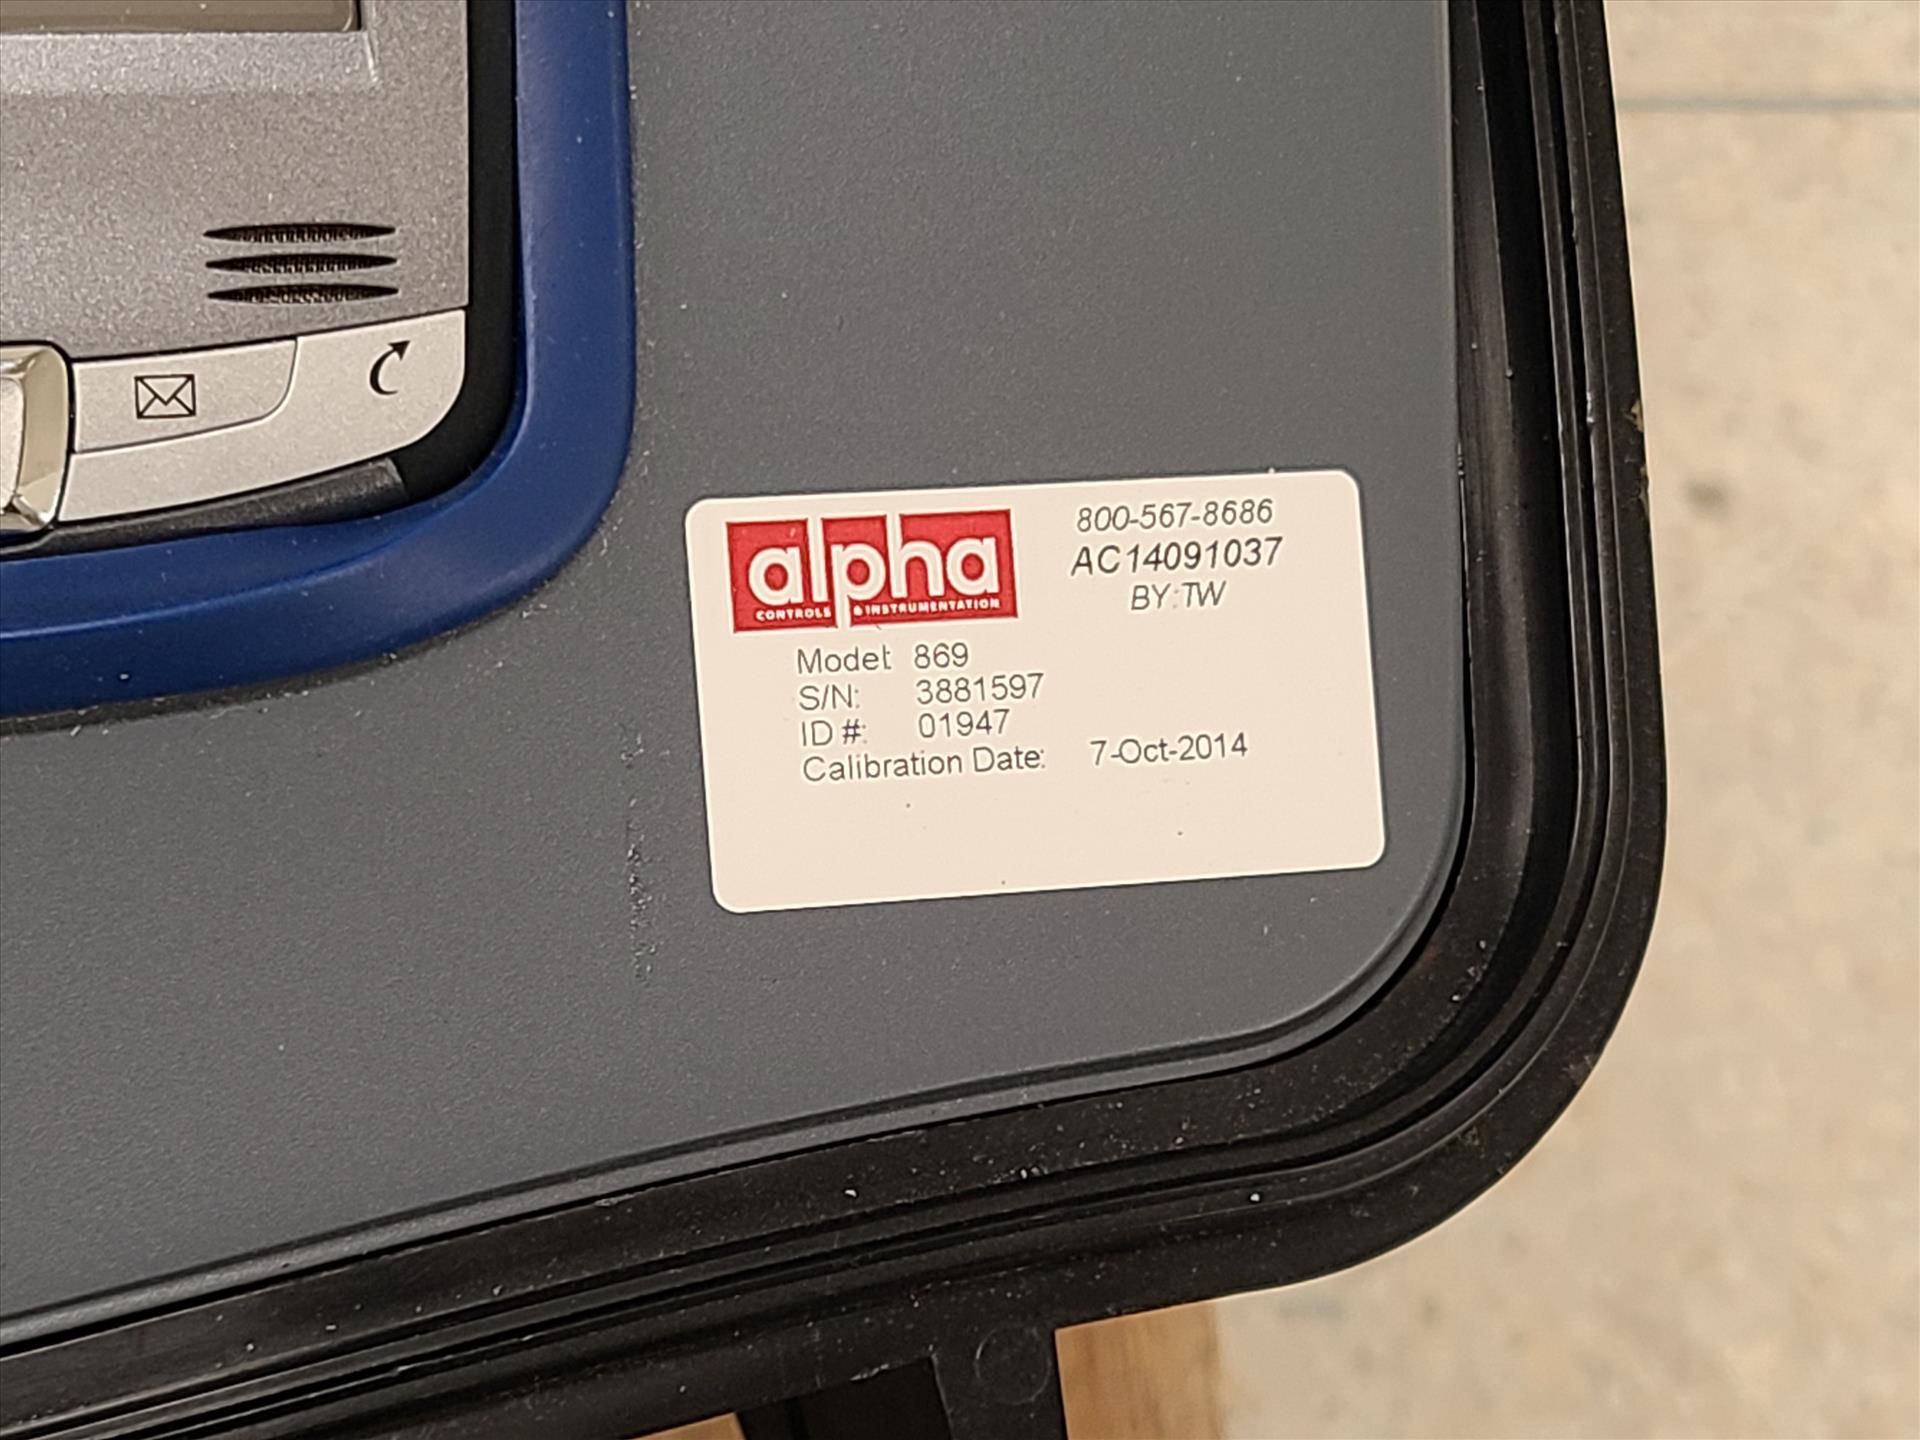 alpha
CONTROLS & INSTRUMENTATION
800-567-8686
AC14091037
BY: TW
Model: 869
S/N: 3881597
ID #: 01947
Calibration Date: 7-Oct-2014